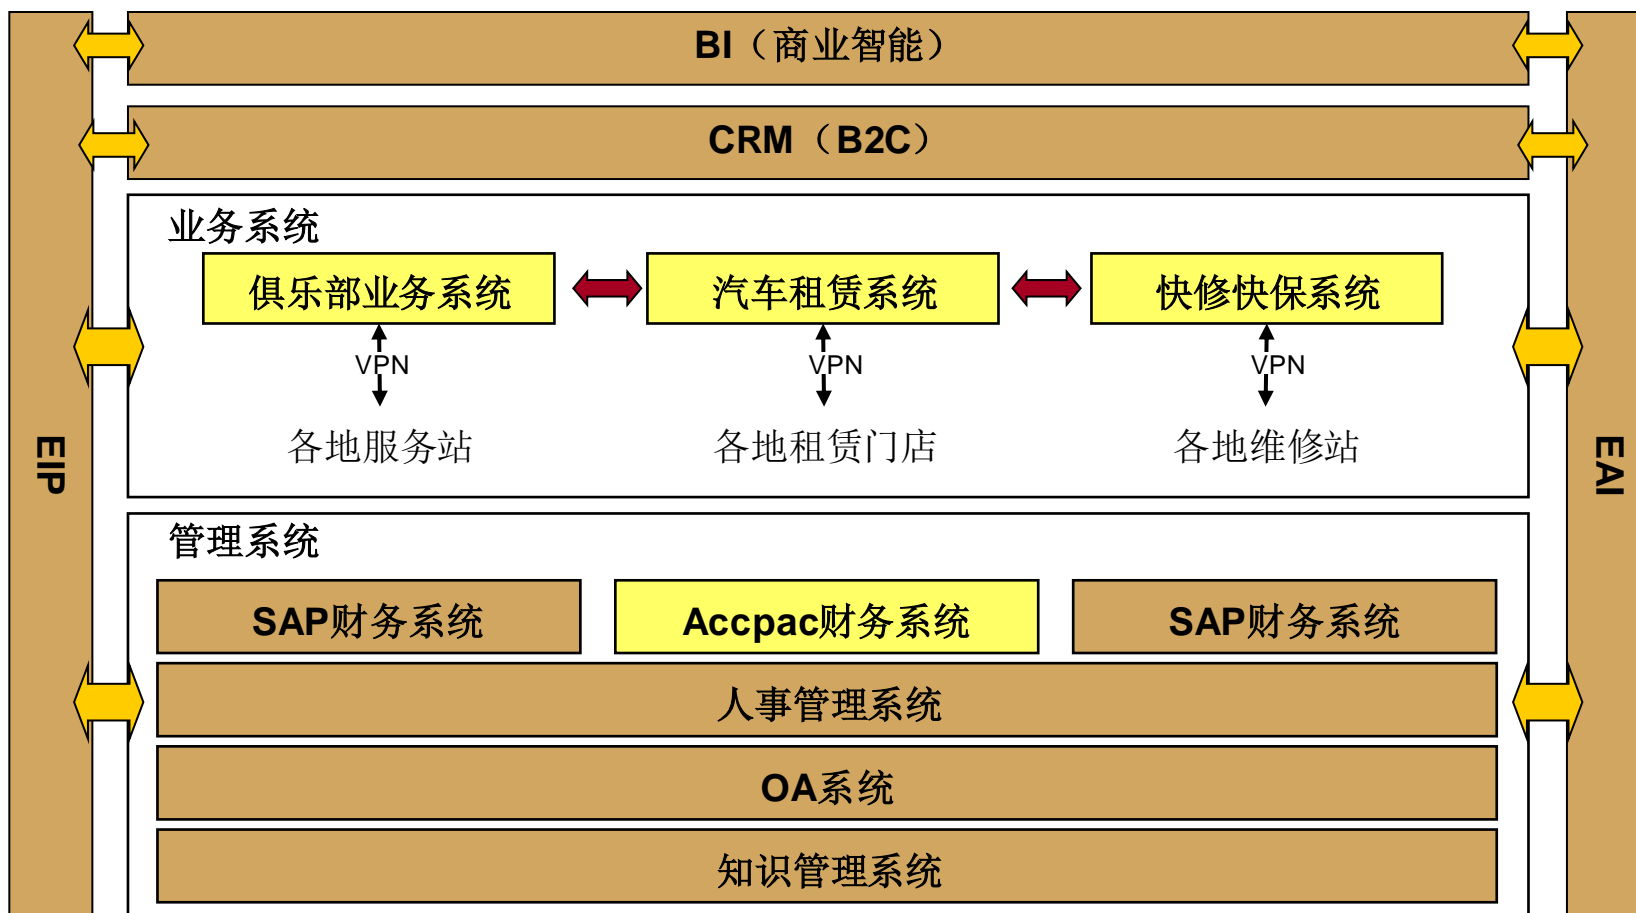 BI（商业智能）
CRM（B2C）
业务系统
俱乐部业务系统
汽车租赁系统
快修快保系统
VPN
VPN
VPN
各地服务站
各地租赁门店
各地维修站
EIP
EAI
管理系统
SAP财务系统
Accpac财务系统
SAP财务系统
人事管理系统
OA系统
知识管理系统